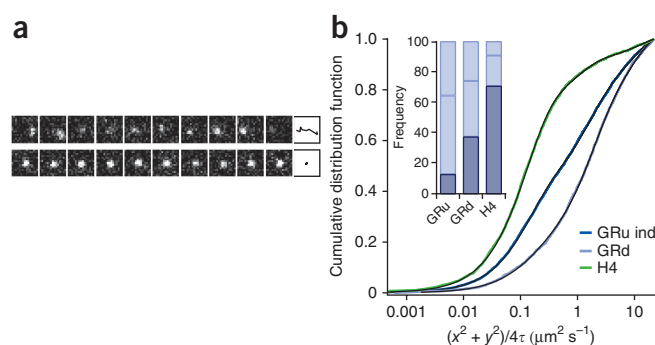 a
b
Cumulative distribution function
1.0
0.8
0.6
0.4
0.2
0
Frequency
100
80
60
40
20
0
GRu
GRd
H4
GRu ind
GRd
H4
0.001
0.01
0.1
1
10
(x² + y²)/4τ (μm² s⁻¹)